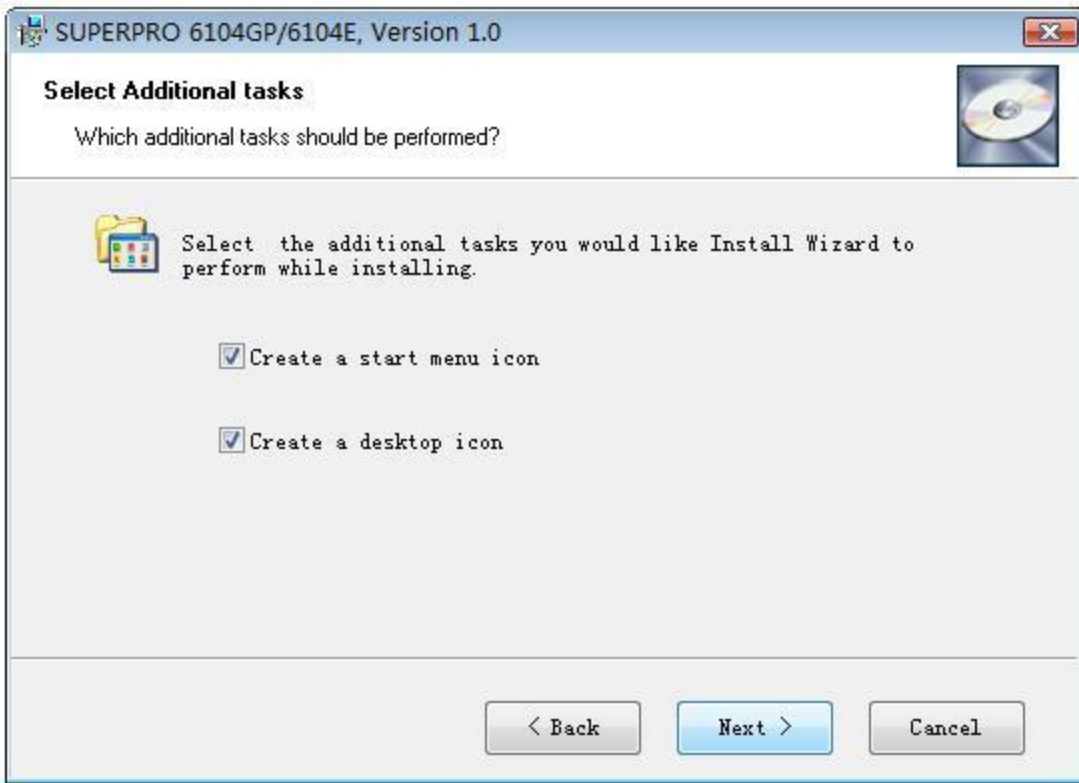 SUPERPRO 6104GP/6104E, Version 1.0
Select Additional tasks
Which additional tasks should be performed?
Select  the additional tasks you would like Install Wizard to
perform while installing.
Create a start menu icon
Create a desktop icon
< Back
Next >
Cancel